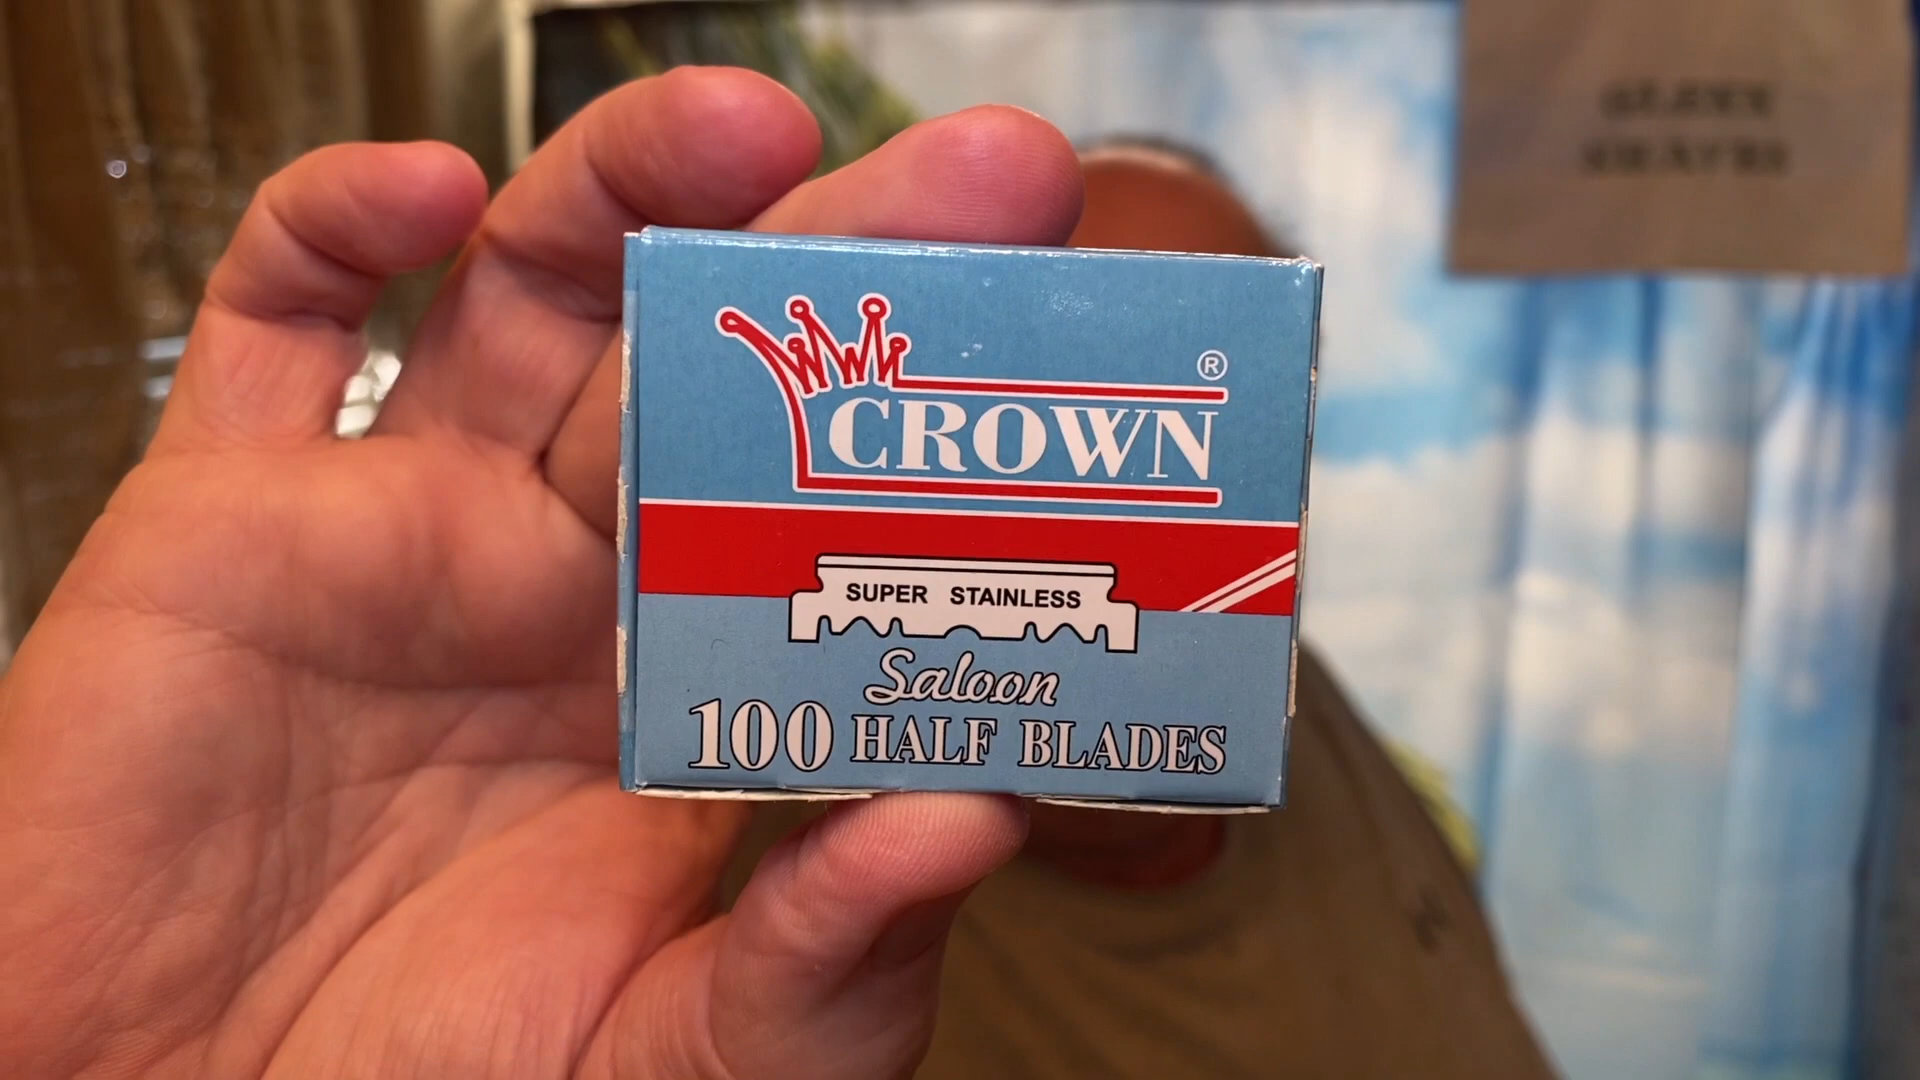 ®
CROWN
SUPER STAINLESS
Saloon
100 HALF BLADES